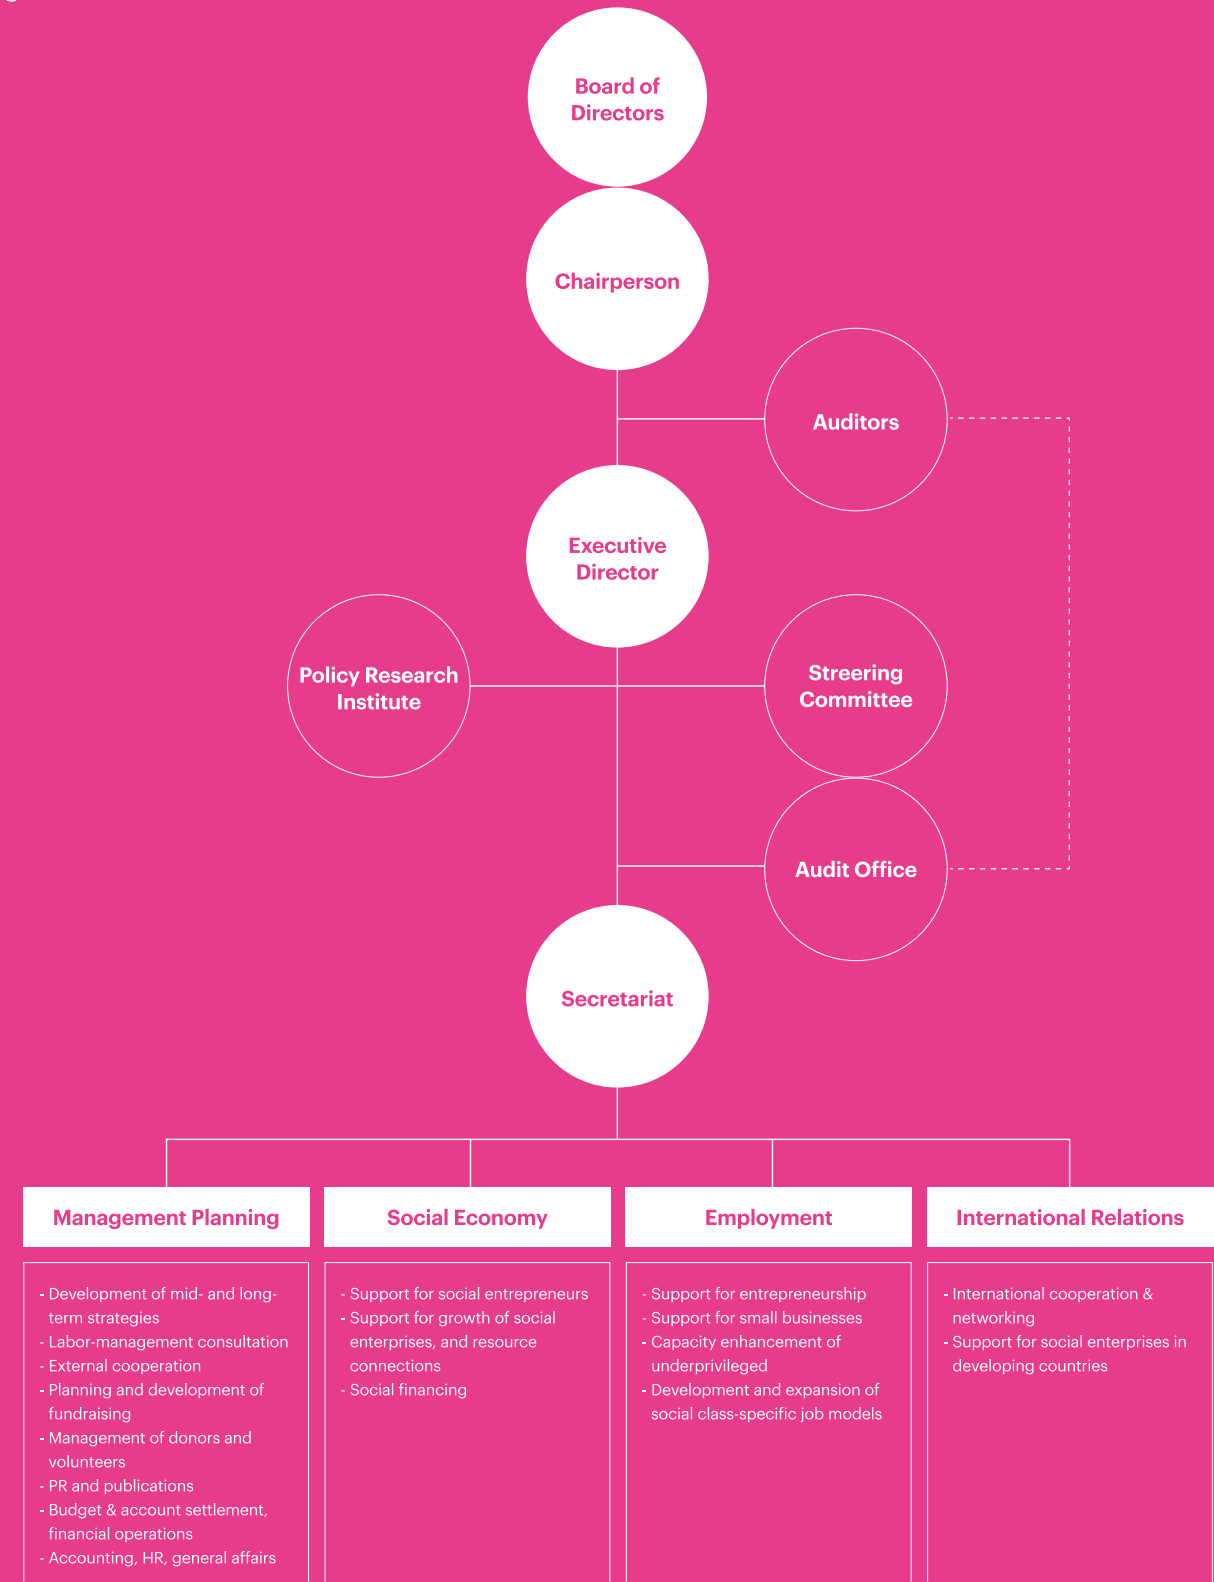 Board of
Directors
Chairperson
Auditors
Executive
Director
Policy Research
Institute
Streering
Committee
Audit Office
Secretariat
Management Planning
- Development of mid- and long-
term strategies
- Labor-management consultation
- External cooperation
- Planning and development of
fundraising
- Management of donors and
volunteers
- PR and publications
- Budget & account settlement,
financial operations
- Accounting, HR, general affairs
Social Economy
- Support for social entrepreneurs
- Support for growth of social
enterprises, and resource
connections
- Social financing
Employment
- Support for entrepreneurship
- Support for small businesses
- Capacity enhancement of
underprivileged
- Development and expansion of
social class-specific job models
International Relations
- International cooperation &
networking
- Support for social enterprises in
developing countries